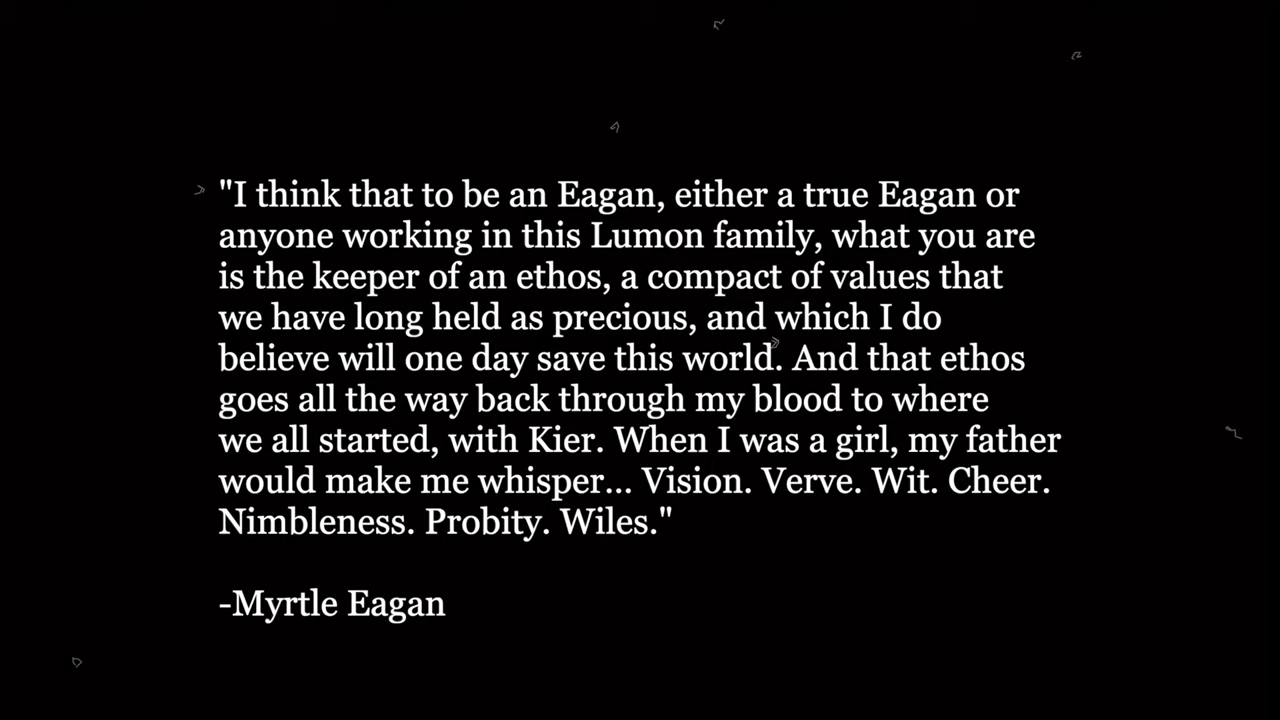 "I think that to be an Eagan, either a true Eagan or
anyone working in this Lumon family, what you are
is the keeper of an ethos, a compact of values that
we have long held as precious, and which I do
believe will one day save this world. And that ethos
goes all the way back through my blood to where
we all started, with Kier. When I was a girl, my father
would make me whisper... Vision. Verve. Wit. Cheer.
Nimbleness. Probity. Wiles."
-Myrtle Eagan